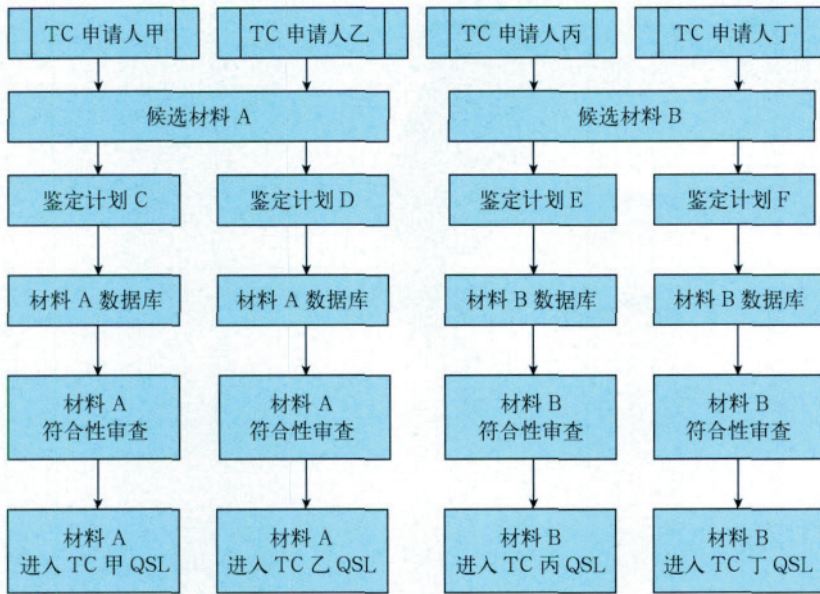 TC 申请人甲
TC 申请人乙
TC 申请人丙
TC 申请人丁
候选材料 A
候选材料 B
鉴定计划 C
鉴定计划 D
鉴定计划 E
鉴定计划 F
材料 A 数据库
材料 A 数据库
材料 B 数据库
材料 B 数据库
材料 A
符合性审查
材料 A
符合性审查
材料 B
符合性审查
材料 B
符合性审查
材料 A
进入 TC 甲 QSL
材料 A
进入 TC 乙 QSL
材料 B
进入 TC 丙 QSL
材料 B
进入 TC 丁 QSL